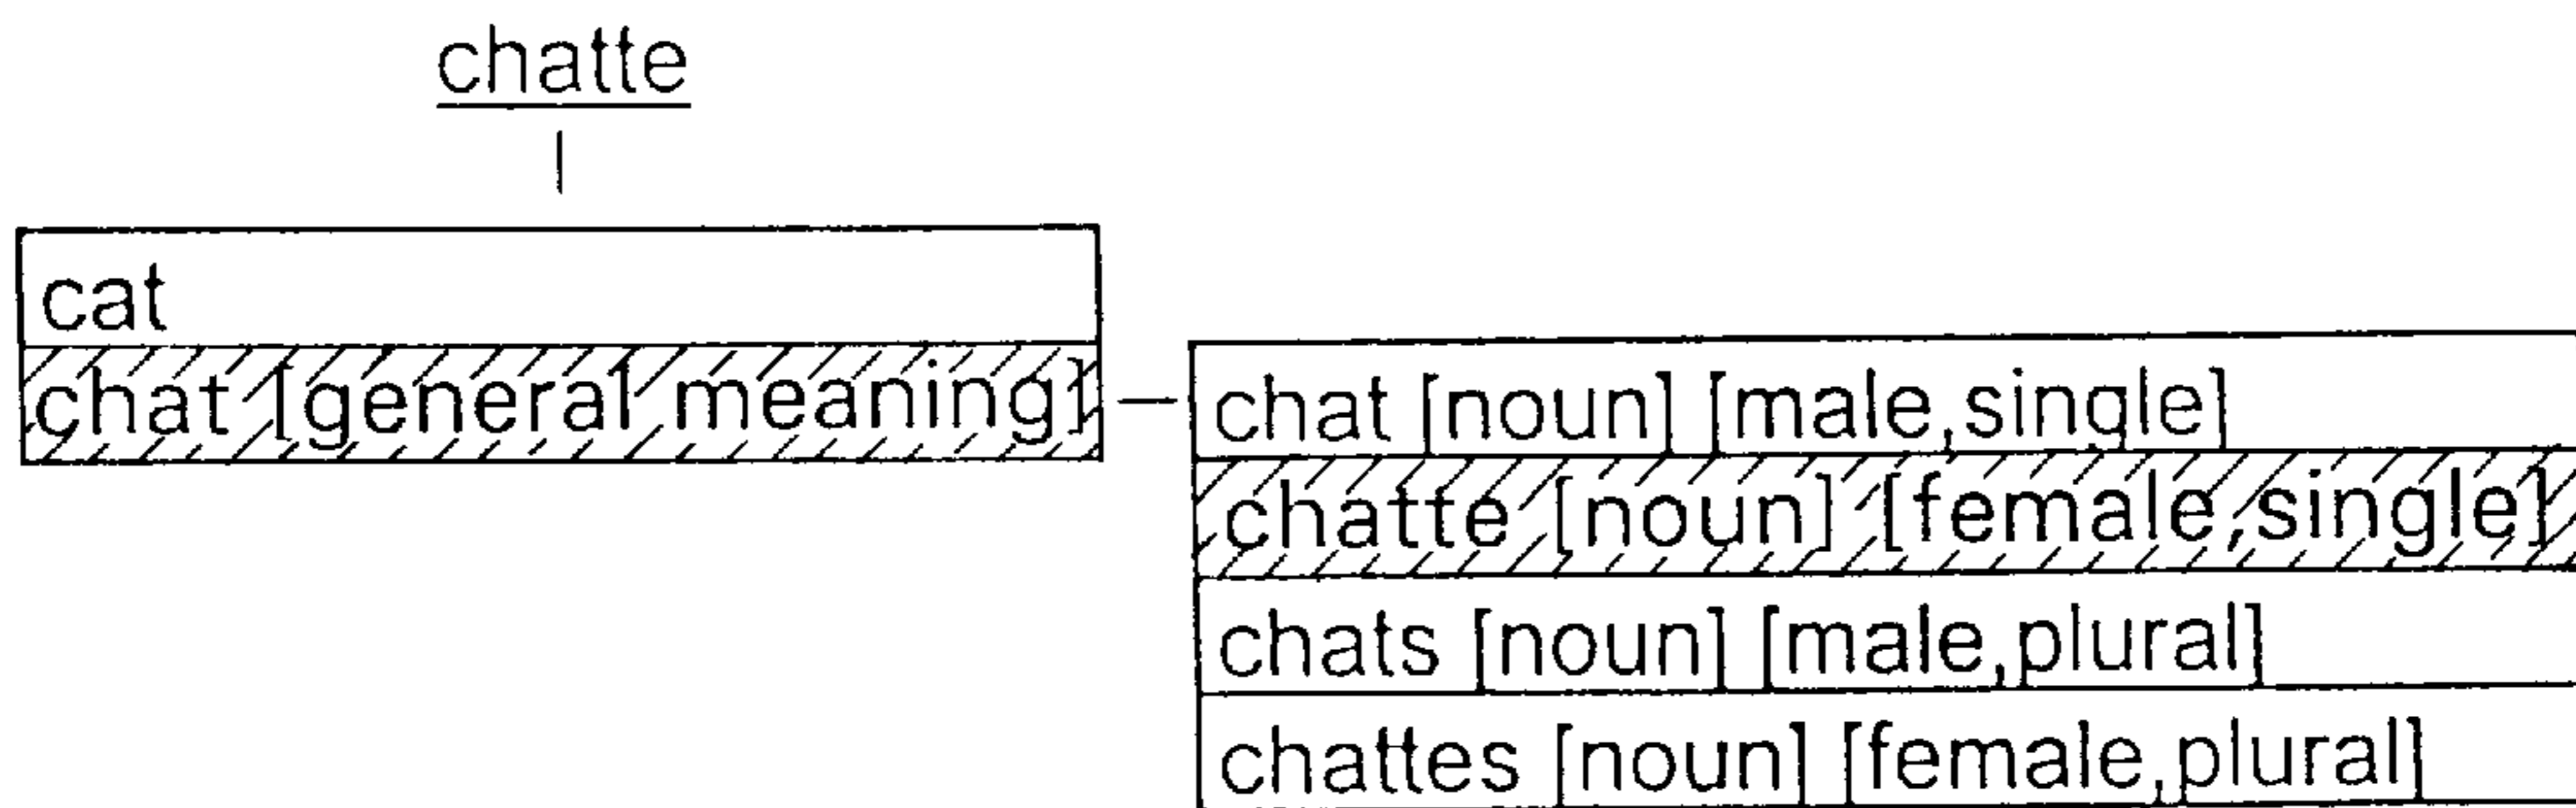 chatte
cat
chat [general meaning]
chat [noun] [male,single]
chatte [noun] [female,single]
chats [noun] [male,plural]
chattes [noun] [female,plural]